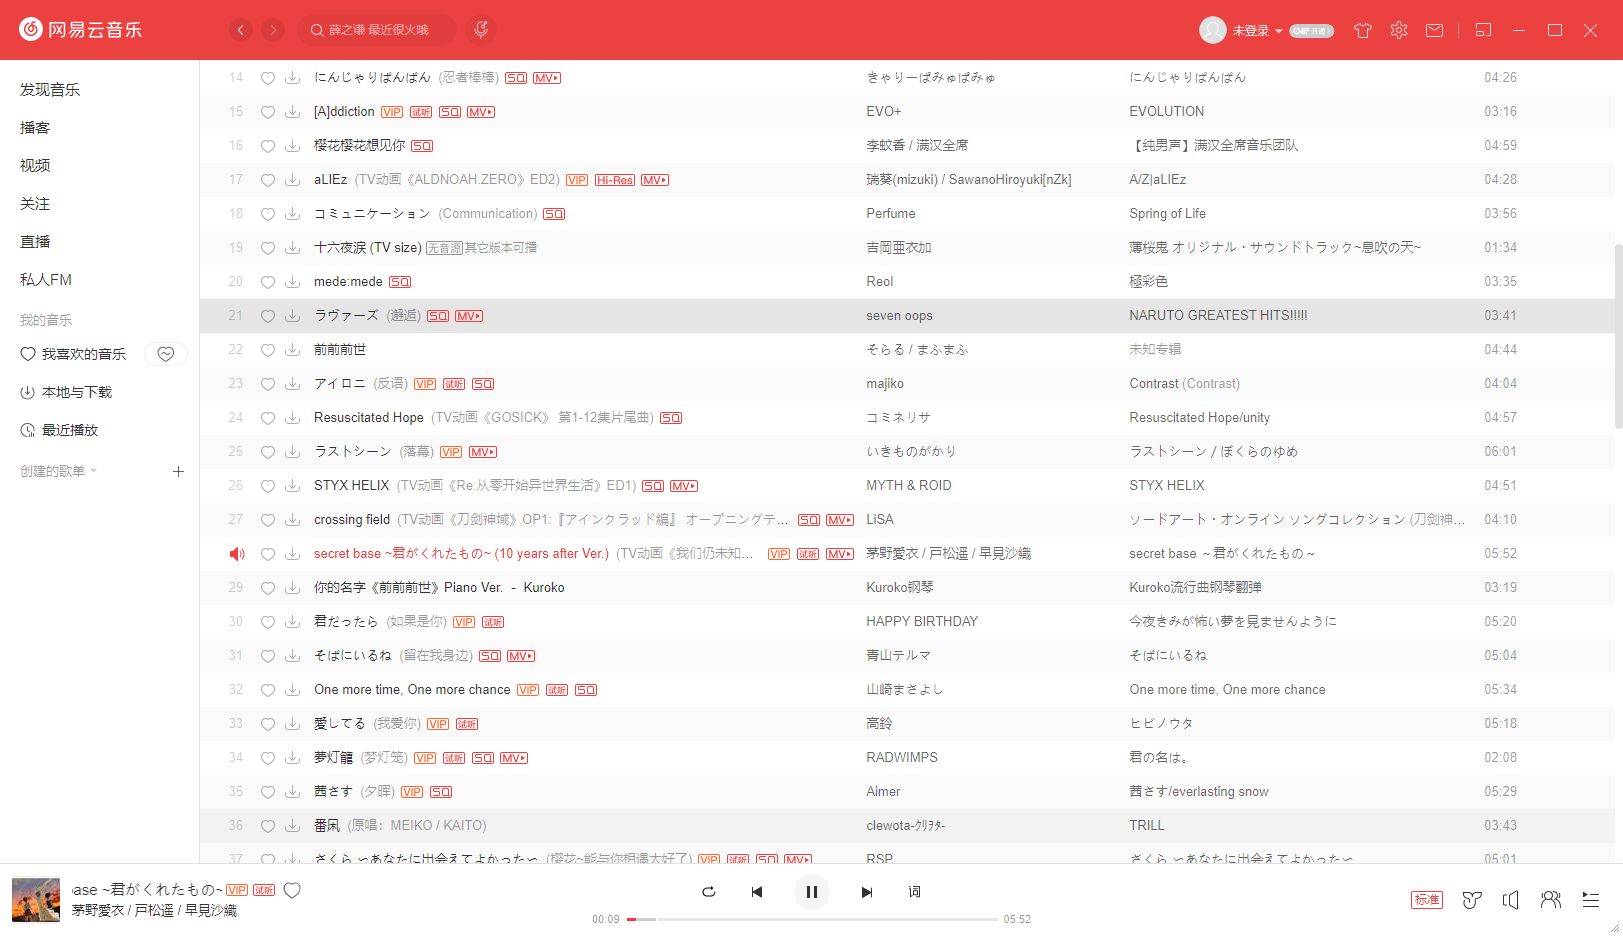 网易云音乐
薛之谦 最近很火哦
未登录
VIP 开通
发现音乐
播客
视频
关注
直播
私人FM
我的音乐
我喜欢的音乐
本地与下载
最近播放
创建的歌单
14 にんじゃりばんばん (忍者棒棒) SQ MV きゃりーぱみゅぱみゅ にんじゃりばんばん 04:26
15 [A]ddiction VIP 试听 SQ MV EVO+ EVOLUTION 03:16
16 樱花樱花想见你 SQ 李蚊香 / 满汉全席 【纯男声】满汉全席音乐团队 04:59
17 aLIEz (TV动画《ALDNOAH.ZERO》ED2) VIP Hi-Res MV 瑞葵(mizuki) / SawanoHiroyuki[nZk] A/Z|aLIEz 04:28
18 コミュニケーション (Communication) SQ Perfume Spring of Life 03:56
19 十六夜涙 (TV size) 无音源 其它版本可播 吉岡亜衣加 薄桜鬼 オリジナル・サウンドトラック~息吹の天~ 01:34
20 mede:mede SQ Reol 極彩色 03:35
21 ラヴァーズ (邂逅) SQ MV seven oops NARUTO GREATEST HITS!!!!! 03:41
22 前前前世 そらる / まふまふ 未知专辑 04:44
23 アイロニ (反语) VIP 试听 SQ majiko Contrast (Contrast) 04:04
24 Resuscitated Hope (TV动画《GOSICK》 第1-12集片尾曲) SQ コミネリサ Resuscitated Hope/unity 04:57
25 ラストシーン (落幕) VIP MV いきものがかり ラストシーン / ぼくらのゆめ 06:01
26 STYX HELIX (TV动画《Re:从零开始异世界生活》ED1) SQ MV MYTH & ROID STYX HELIX 04:51
27 crossing field (TV动画《刀剑神域》OP1:『アインクラッド編』 オープニングテ... SQ MV LiSA ソードアート・オンライン ソングコレクション (刀剑神... 04:10
secret base ~君がくれたもの~ (10 years after Ver.) (TV动画《我们仍未知... VIP 试听 MV 茅野愛衣 / 戸松遥 / 早見沙織 secret base ～君がくれたもの～ 05:52
29 你的名字《前前前世》Piano Ver. - Kuroko Kuroko钢琴 Kuroko流行曲钢琴翻弹 03:19
30 君だったら (如果是你) VIP 试听 HAPPY BIRTHDAY 今夜きみが怖い夢を見ませんように 05:20
31 そばにいるね (留在我身边) SQ MV 青山テルマ そばにいるね 05:04
32 One more time, One more chance VIP 试听 SQ 山崎まさよし One more time, One more chance 05:34
33 愛してる (我爱你) VIP 试听 高鈴 ヒビノウタ 05:18
34 夢灯籠 (梦灯笼) VIP 试听 SQ MV RADWIMPS 君の名は。 02:08
35 茜さす (夕晖) VIP SQ Aimer 茜さす/everlasting snow 05:29
36 番凩 (原唱：MEIKO / KAITO) clewota-ｸﾘｦﾀ- TRILL 03:43
37 さくら 〜あなたに出会えてよかった〜 (樱花~能与你相遇太好了) VIP 试听 SQ MV RSP さくら 〜あなたに出会えてよかった〜 05:01
ase ~君がくれたもの~ VIP 试听
茅野愛衣 / 戸松遥 / 早見沙織
词
00:09 05:52
标准